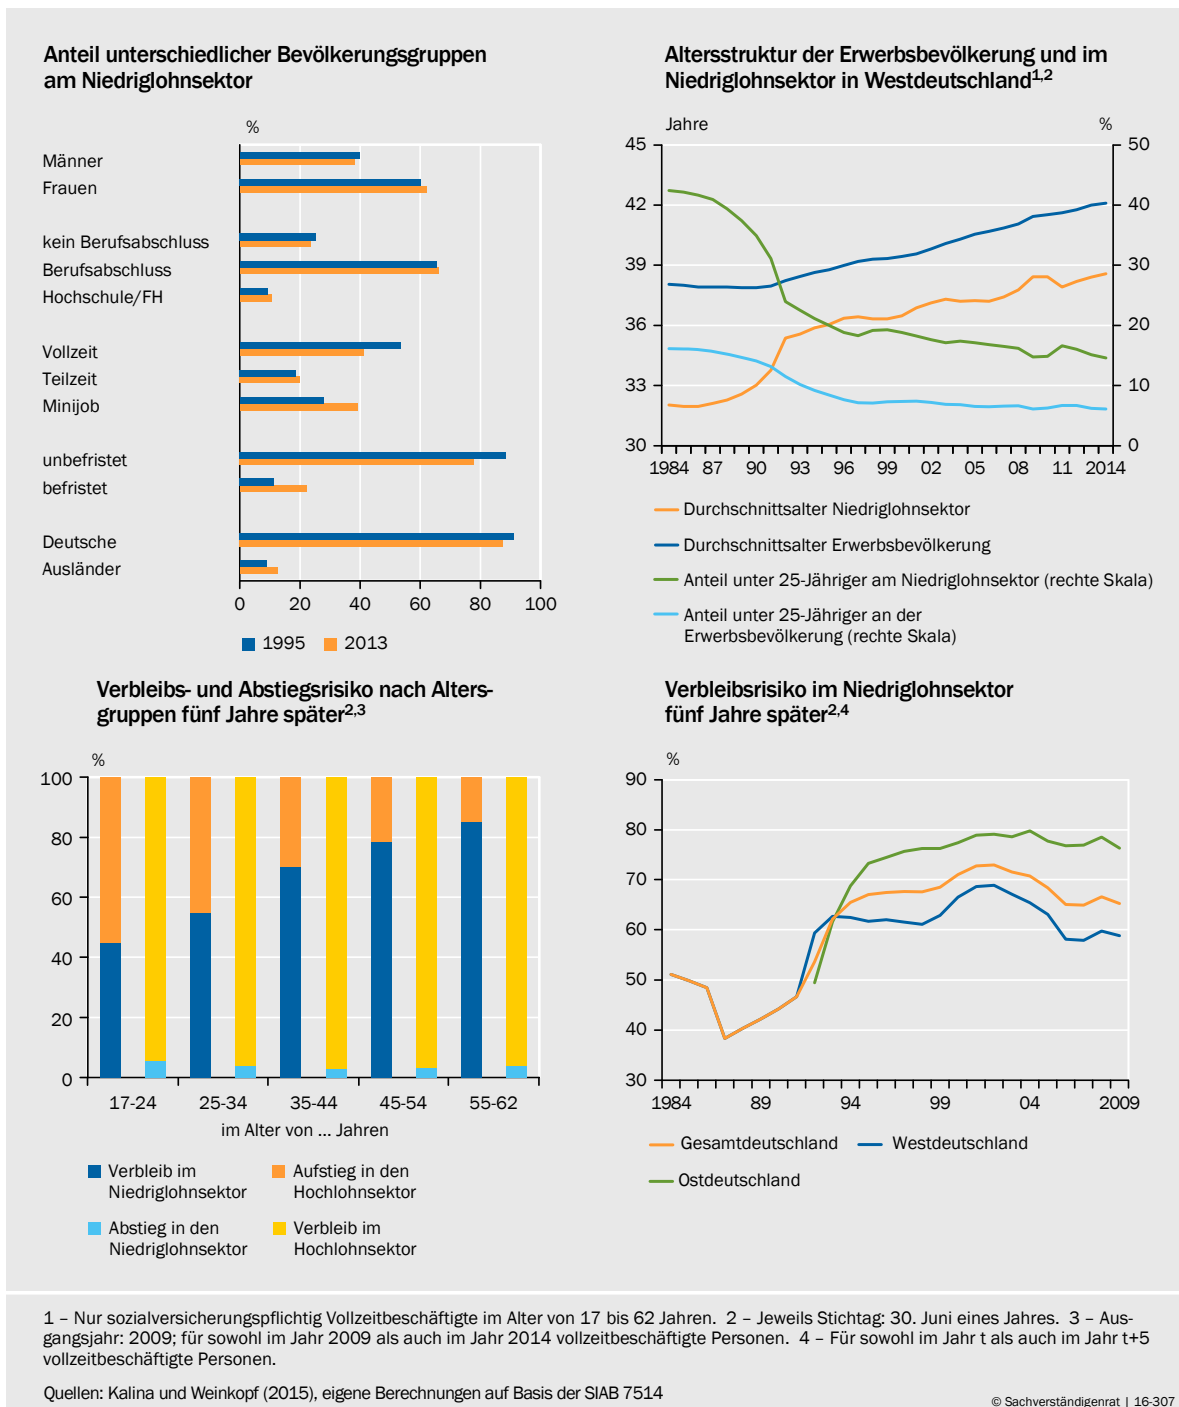 Anteil unterschiedlicher Bevölkerungsgruppen
am Niedriglohnsektor
%
Männer
Frauen
kein Berufsabschluss
Berufsabschluss
Hochschule/FH
Vollzeit
Teilzeit
Minijob
unbefristet
befristet
Deutsche
Ausländer
0 20 40 60 80 100
1995 2013
Altersstruktur der Erwerbsbevölkerung und im
Niedriglohnsektor in Westdeutschland1,2
Jahre %
45 50
42 40
39 30
36 20
33 10
30 0
1984 87 90 93 96 99 02 05 08 11 2014
Durchschnittsalter Niedriglohnsektor
Durchschnittsalter Erwerbsbevölkerung
Anteil unter 25-Jähriger am Niedriglohnsektor (rechte Skala)
Anteil unter 25-Jähriger an der
Erwerbsbevölkerung (rechte Skala)
Verbleibs- und Abstiegsrisiko nach Alters-
gruppen fünf Jahre später2,3
%
100
80
60
40
20
0
17-24 25-34 35-44 45-54 55-62
im Alter von ... Jahren
Verbleib im
Niedriglohnsektor
Aufstieg in den
Hochlohnsektor
Abstieg in den
Niedriglohnsektor
Verbleib im
Hochlohnsektor
Verbleibsrisiko im Niedriglohnsektor
fünf Jahre später2,4
%
90
80
70
60
50
40
30
1984 89 94 99 04 2009
Gesamtdeutschland Westdeutschland
Ostdeutschland
1 – Nur sozialversicherungspflichtig Vollzeitbeschäftigte im Alter von 17 bis 62 Jahren. 2 – Jeweils Stichtag: 30. Juni eines Jahres. 3 – Aus-
gangsjahr: 2009; für sowohl im Jahr 2009 als auch im Jahr 2014 vollzeitbeschäftigte Personen. 4 – Für sowohl im Jahr t als auch im Jahr t+5
vollzeitbeschäftigte Personen.
Quellen: Kalina und Weinkopf (2015), eigene Berechnungen auf Basis der SIAB 7514
© Sachverständigenrat | 16-307